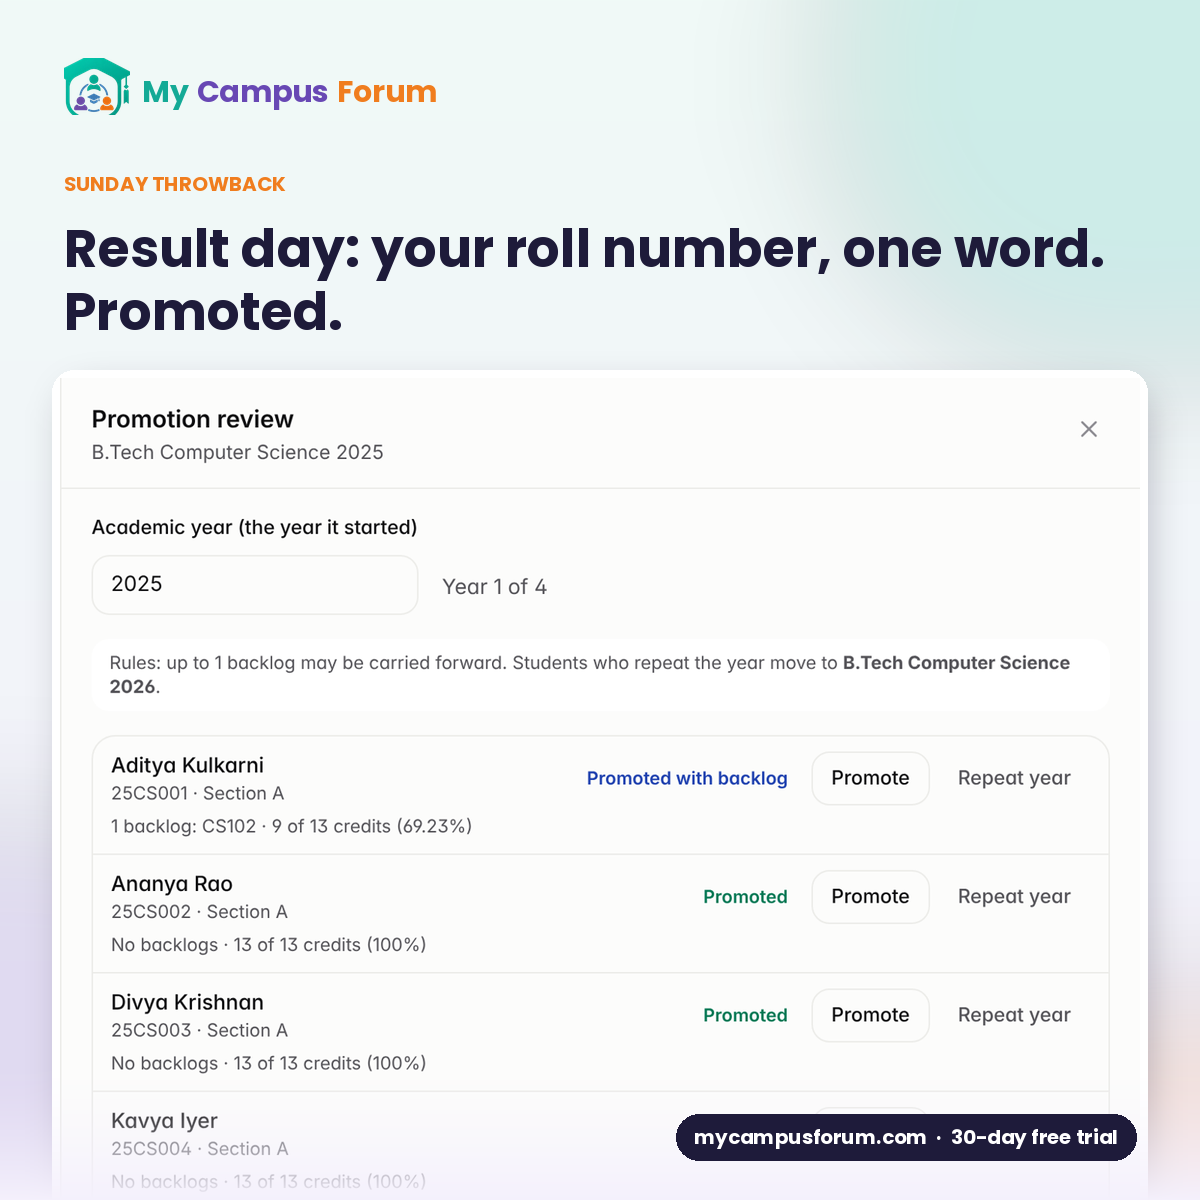 My Campus Forum
SUNDAY THROWBACK
Result day: your roll number, one word.
Promoted.
Promotion review
B.Tech Computer Science 2025
Academic year (the year it started)
2025
Year 1 of 4
Rules: up to 1 backlog may be carried forward. Students who repeat the year move to B.Tech Computer Science
2026.
Aditya Kulkarni
25CS001 · Section A
1 backlog: CS102 · 9 of 13 credits (69.23%)
Promoted with backlog
Promote
Repeat year
Ananya Rao
25CS002 · Section A
No backlogs · 13 of 13 credits (100%)
Promoted
Promote
Repeat year
Divya Krishnan
25CS003 · Section A
No backlogs · 13 of 13 credits (100%)
Promoted
Promote
Repeat year
Kavya Iyer
25CS004 · Section A
No backlogs · 13 of 13 credits (100%)
mycampusforum.com · 30-day free trial